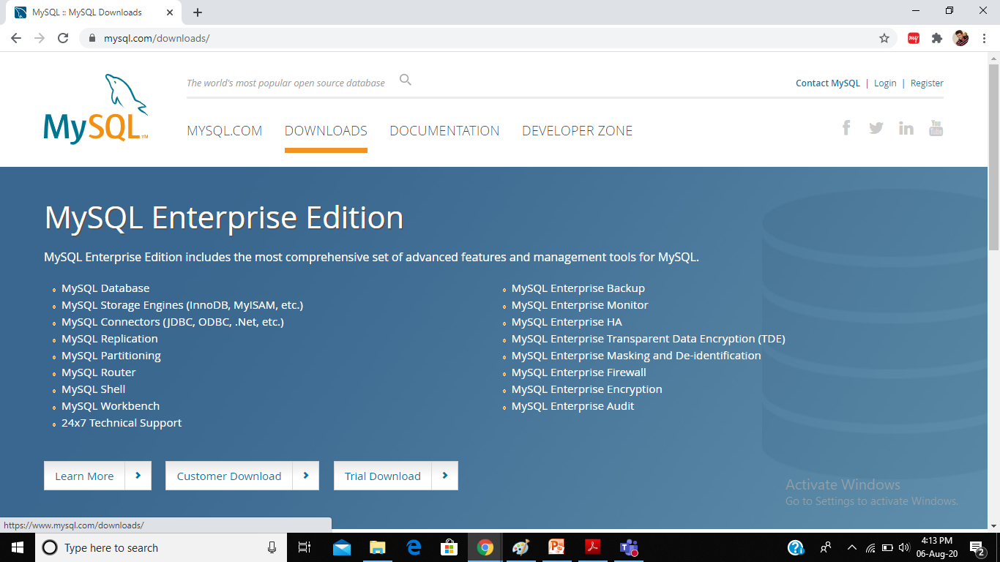 MySQL :: MySQL Downloads
mysql.com/downloads/
my
The world's most popular open source database
Contact MySQL | Login | Register
MySQL™
MYSQL.COM DOWNLOADS DOCUMENTATION DEVELOPER ZONE
f in You Tube
MySQL Enterprise Edition
MySQL Enterprise Edition includes the most comprehensive set of advanced features and management tools for MySQL.
MySQL Database
MySQL Storage Engines (InnoDB, MyISAM, etc.)
MySQL Connectors (JDBC, ODBC, .Net, etc.)
MySQL Replication
MySQL Partitioning
MySQL Router
MySQL Shell
MySQL Workbench
24x7 Technical Support
MySQL Enterprise Backup
MySQL Enterprise Monitor
MySQL Enterprise HA
MySQL Enterprise Transparent Data Encryption (TDE)
MySQL Enterprise Masking and De-identification
MySQL Enterprise Firewall
MySQL Enterprise Encryption
MySQL Enterprise Audit
Learn More
Customer Download
Trial Download
Activate Windows
Go to Settings to activate Windows.
https://www.mysql.com/downloads/
Type here to search
4:13 PM
06-Aug-20
2